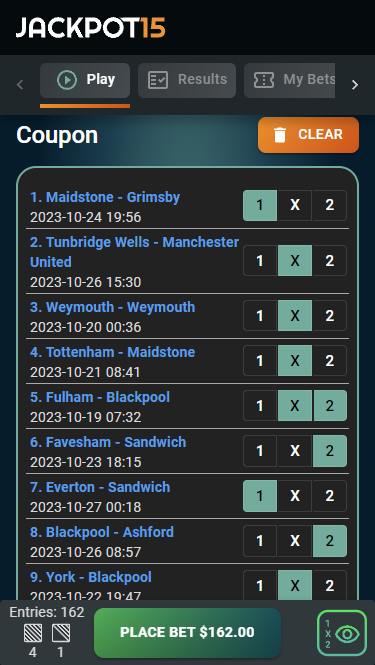 JACKPOT15
Play
Results
My Bets
Coupon
CLEAR
1. Maidstone - Grimsby
2023-10-24 19:56
1 X 2
2. Tunbridge Wells - Manchester
United
2023-10-26 15:30
1 X 2
3. Weymouth - Weymouth
2023-10-20 00:36
1 X 2
4. Tottenham - Maidstone
2023-10-21 08:41
1 X 2
5. Fulham - Blackpool
2023-10-19 07:32
1 X 2
6. Favesham - Sandwich
2023-10-23 18:15
1 X 2
7. Everton - Sandwich
2023-10-27 00:18
1 X 2
8. Blackpool - Ashford
2023-10-26 08:57
1 X 2
9. York - Blackpool
2023-10-22 19:47
1 X 2
Entries: 162
4 1
PLACE BET $162.00
1
X
2